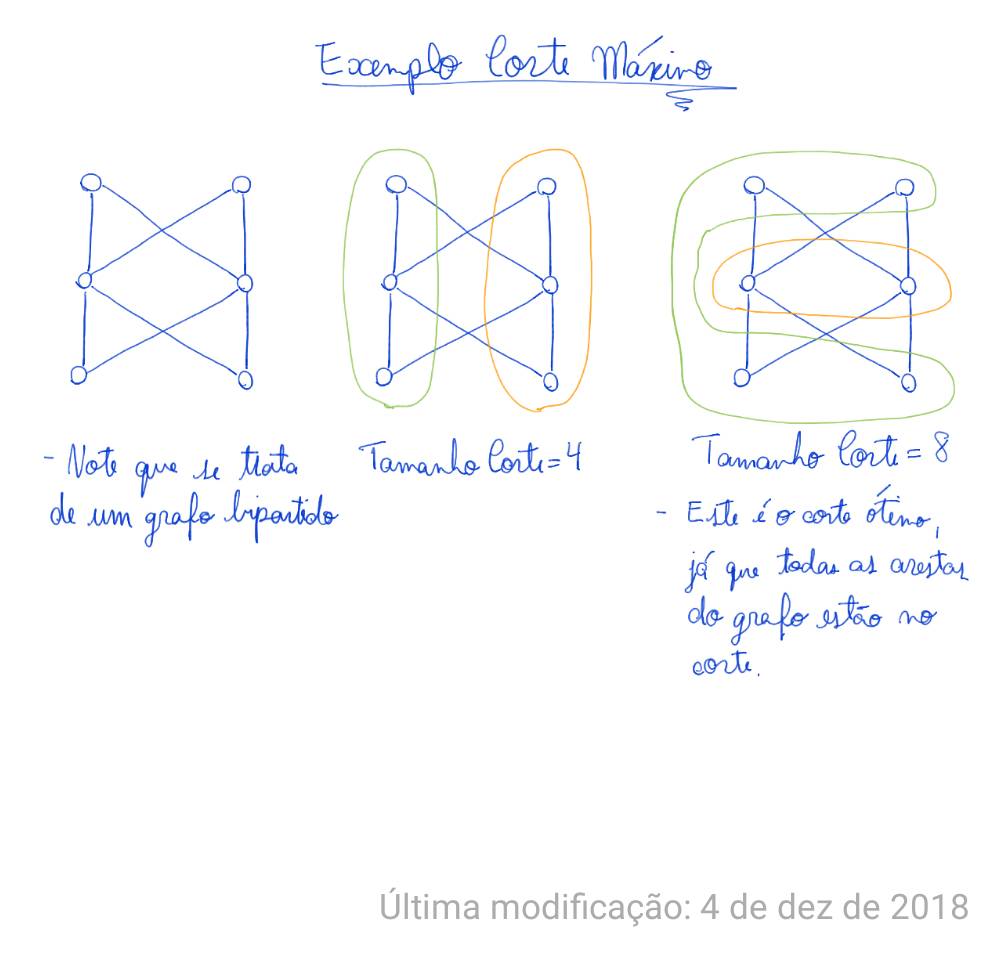 Exemplo Corte Máximo
- Note que se trata
de um grafo bipartido
Tamanho Corte=4
Tamanho Corte = 8
- Este é o corte ótimo,
já que todas as arestas
do grafo estão no
corte.
Última modificação: 4 de dez de 2018